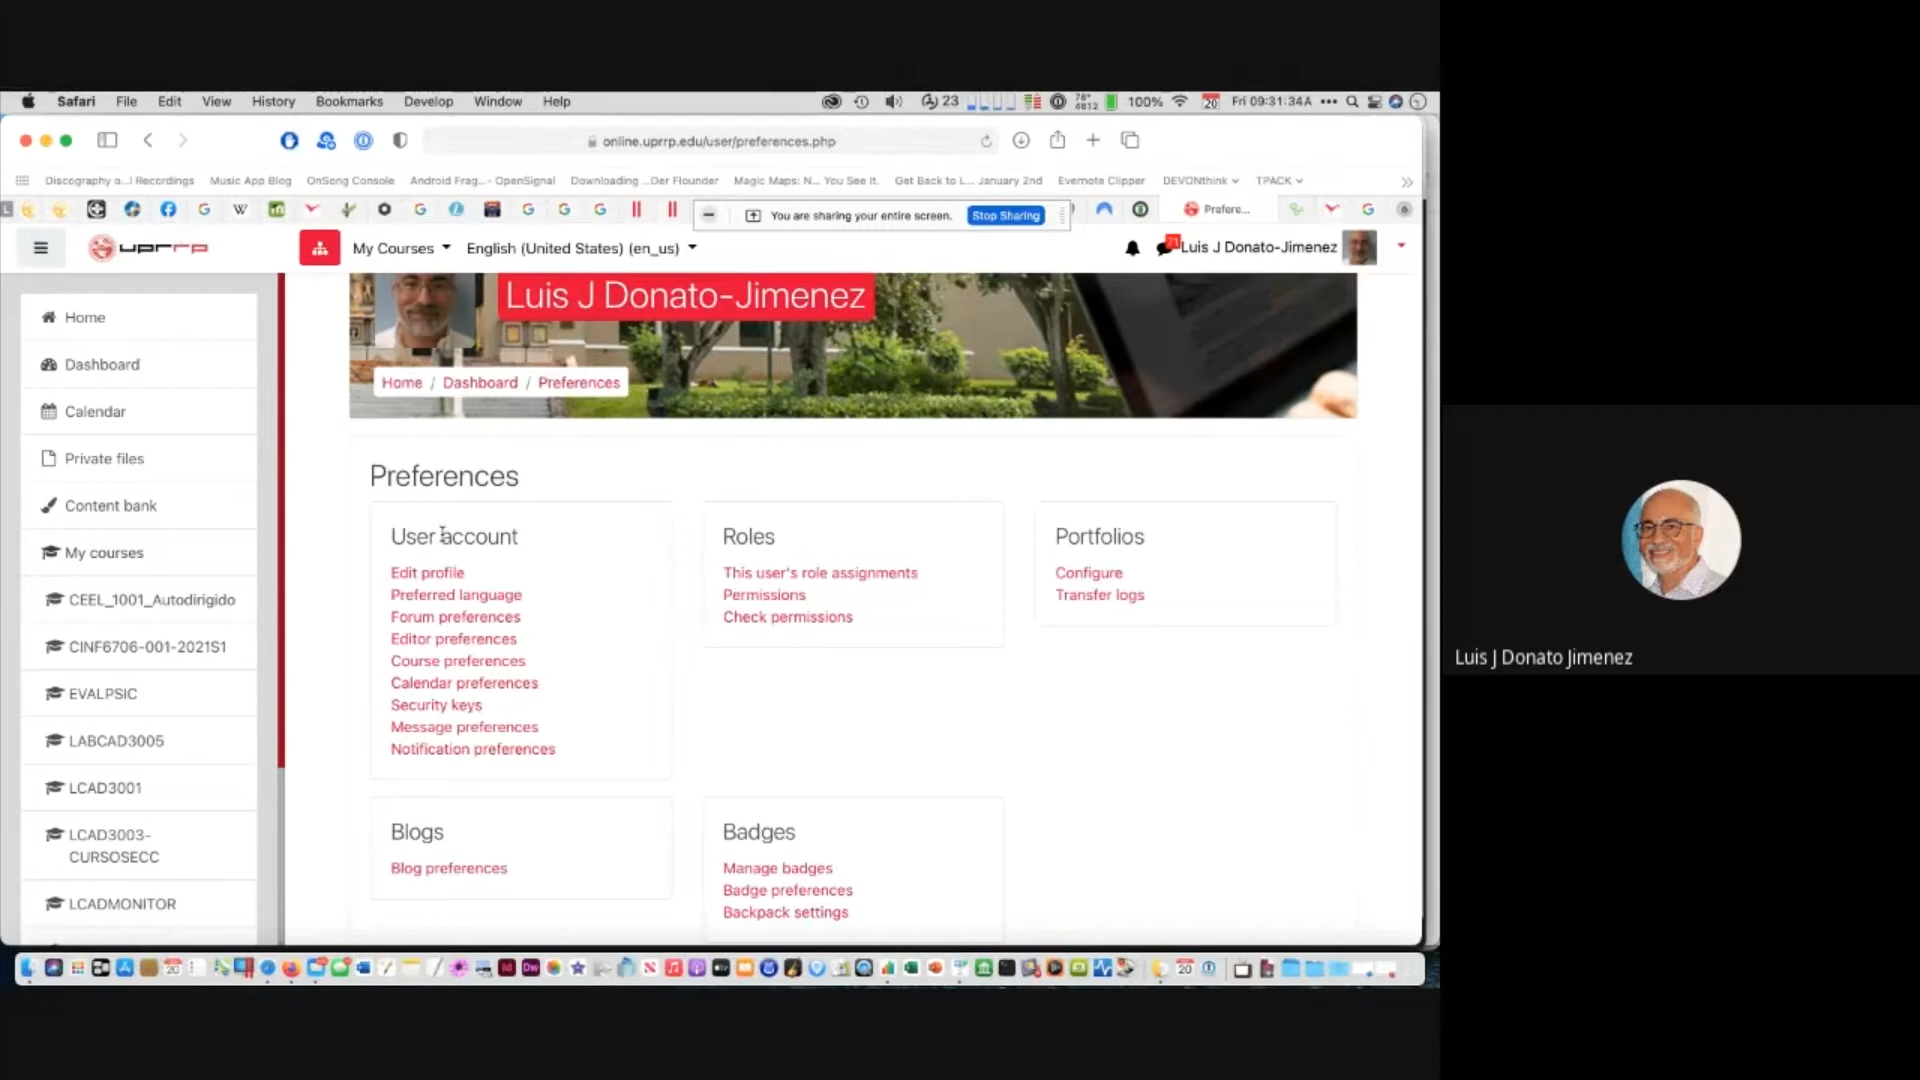 Safari File Edit View History Bookmarks Develop Window Help 23 78° 4812 100% 20 Fri 09:31:34A
online.uprrp.edu/user/preferences.php
Discography o...l Recordings Music App Blog OnSong Console Android Frag...- OpenSignal Downloading ...Der Flounder Magic Maps: N... You See It. Get Back to L... January 2nd Evernote Clipper DEVONthink TPACK
You are sharing your entire screen. Stop Sharing
Prefere...
uprrp My Courses English (United States) (en_us) Luis J Donato-Jimenez
Luis J Donato-Jimenez
Home / Dashboard / Preferences
Home
Dashboard
Calendar
Private files
Content bank
My courses
CEEL_1001_Autodirigido
CINF6706-001-2021S1
EVALPSIC
LABCAD3005
LCAD3001
LCAD3003-
CURSOSECC
LCADMONITOR
Preferences
User account
Edit profile
Preferred language
Forum preferences
Editor preferences
Course preferences
Calendar preferences
Security keys
Message preferences
Notification preferences
Roles
This user's role assignments
Permissions
Check permissions
Portfolios
Configure
Transfer logs
Blogs
Blog preferences
Badges
Manage badges
Badge preferences
Backpack settings
Luis J Donato Jimenez